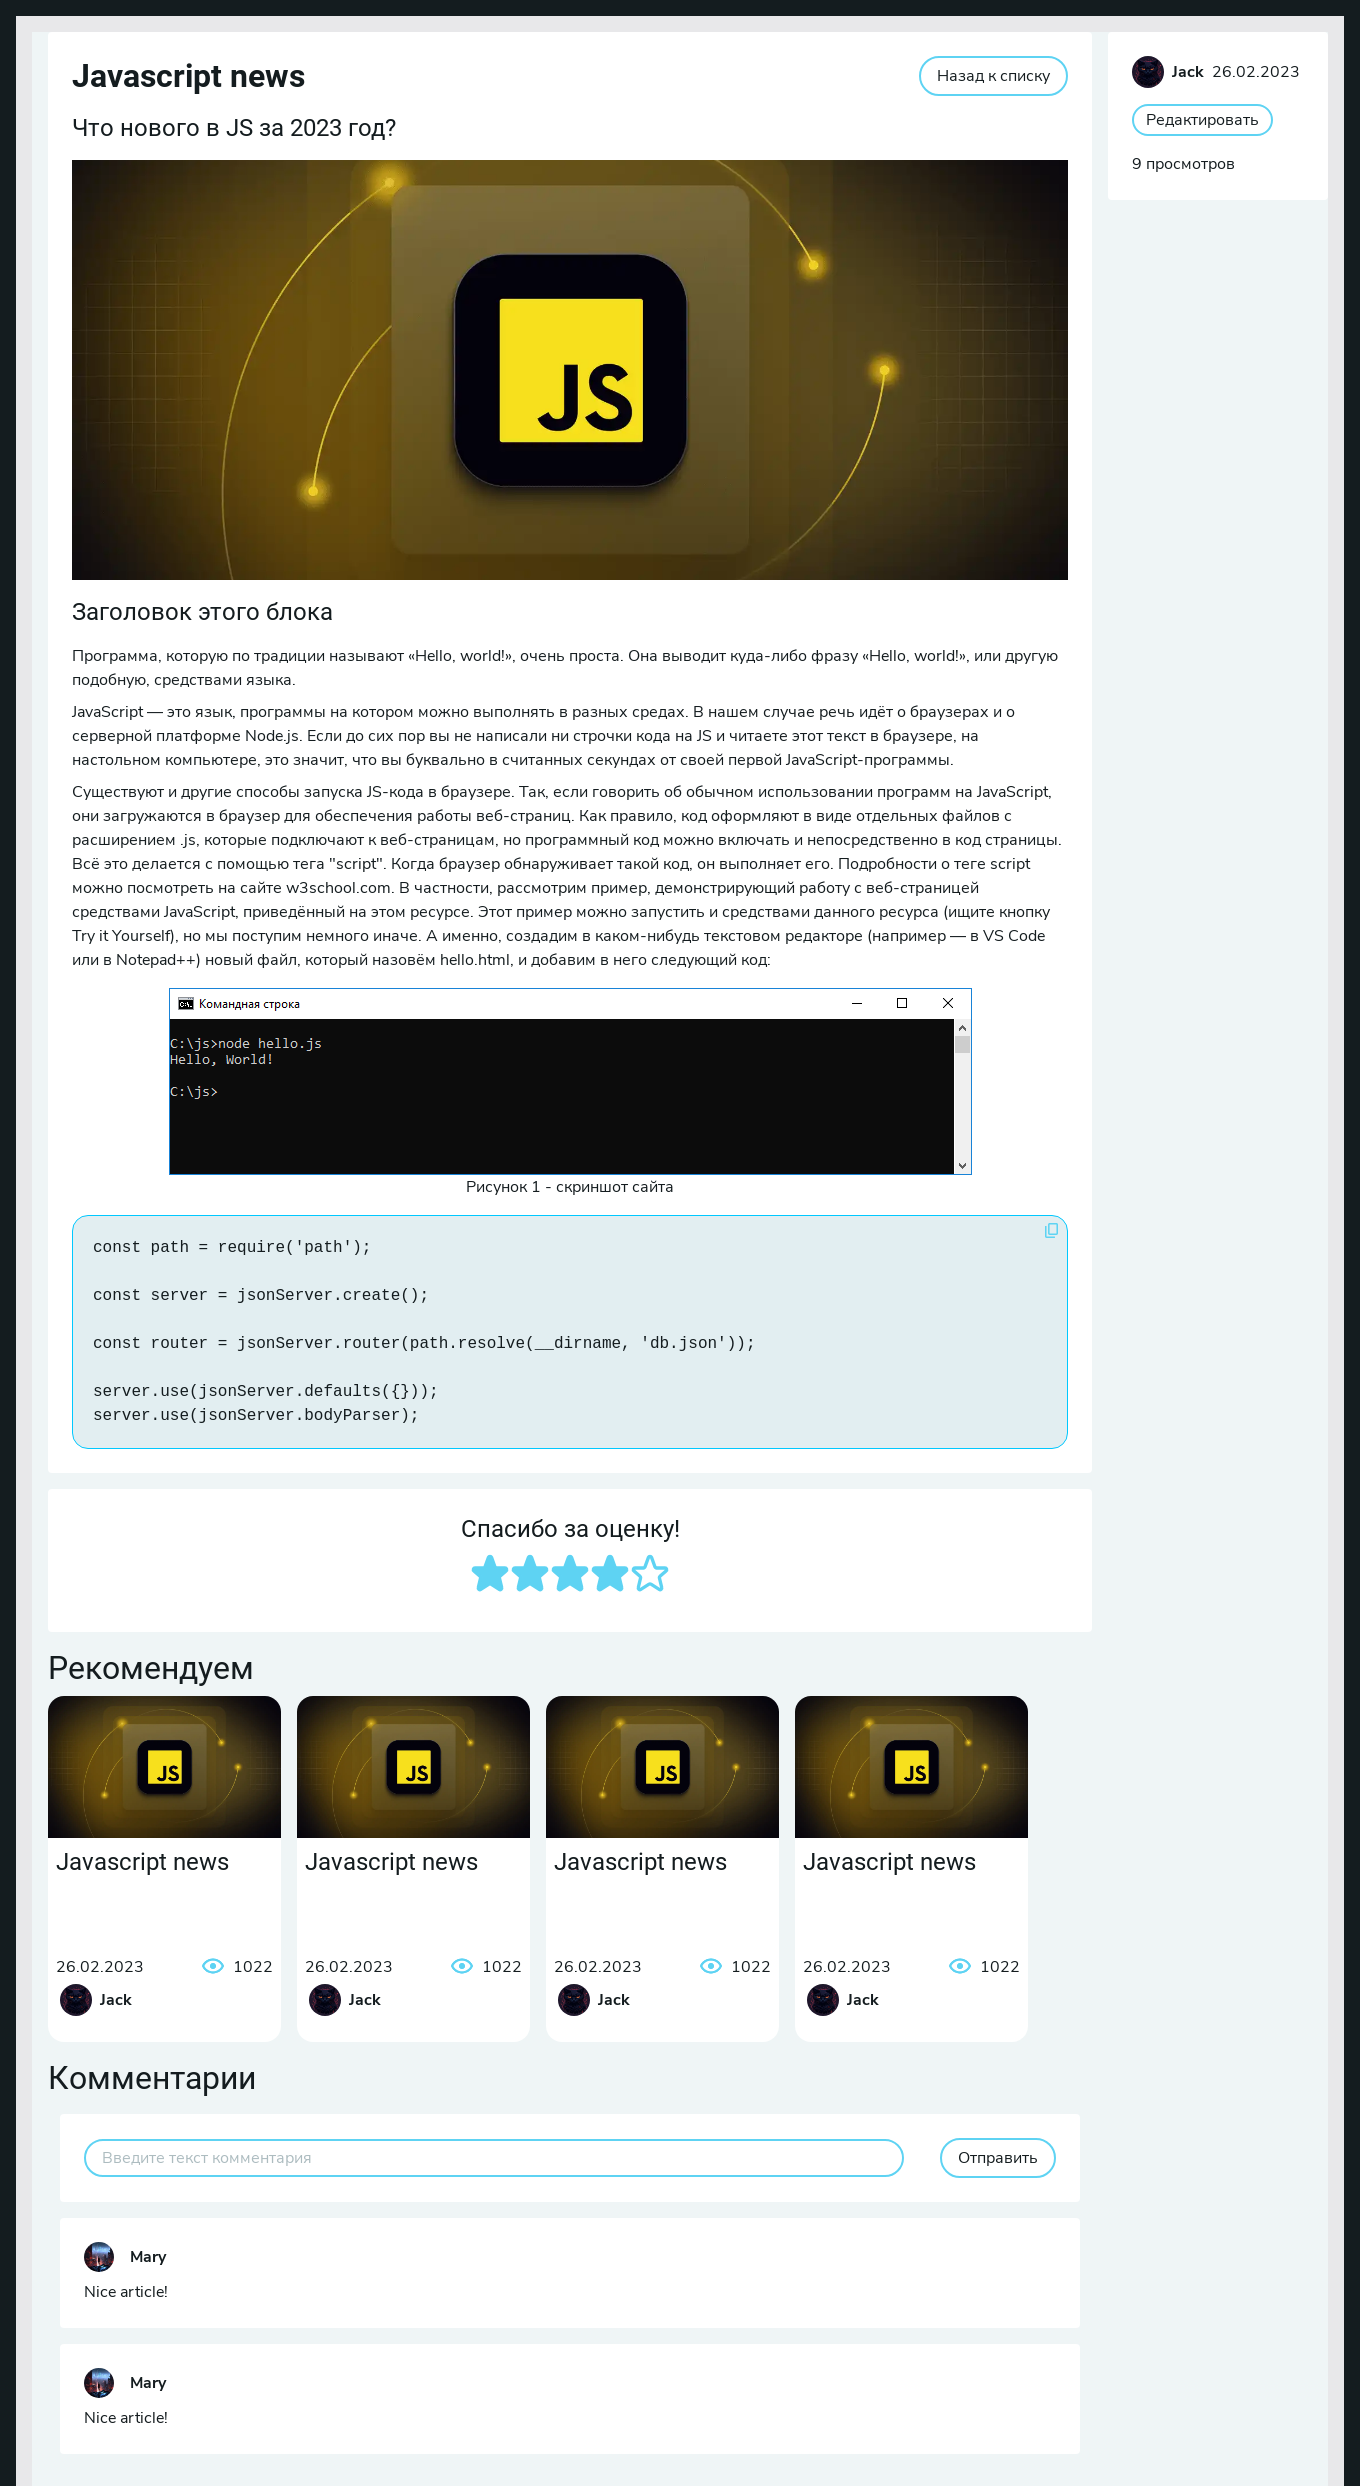 Javascript news
Назад к списку
Что нового в JS за 2023 год?
JS
Заголовок этого блока
Программа, которую по традиции называют «Hello, world!», очень проста. Она выводит куда-либо фразу «Hello, world!», или другую
подобную, средствами языка.
JavaScript — это язык, программы на котором можно выполнять в разных средах. В нашем случае речь идёт о браузерах и о
серверной платформе Node.js. Если до сих пор вы не написали ни строчки кода на JS и читаете этот текст в браузере, на
настольном компьютере, это значит, что вы буквально в считанных секундах от своей первой JavaScript-программы.
Существуют и другие способы запуска JS-кода в браузере. Так, если говорить об обычном использовании программ на JavaScript,
они загружаются в браузер для обеспечения работы веб-страниц. Как правило, код оформляют в виде отдельных файлов с
расширением .js, которые подключают к веб-страницам, но программный код можно включать и непосредственно в код страницы.
Всё это делается с помощью тега "script". Когда браузер обнаруживает такой код, он выполняет его. Подробности о теге script
можно посмотреть на сайте w3school.com. В частности, рассмотрим пример, демонстрирующий работу с веб-страницей
средствами JavaScript, приведённый на этом ресурсе. Этот пример можно запустить и средствами данного ресурса (ищите кнопку
Try it Yourself), но мы поступим немного иначе. А именно, создадим в каком-нибудь текстовом редакторе (например — в VS Code
или в Notepad++) новый файл, который назовём hello.html, и добавим в него следующий код:
C:\. Командная строка
C:\js>node hello.js
Hello, World!
C:\js>
Рисунок 1 - скриншот сайта
const path = require('path');
const server = jsonServer.create();
const router = jsonServer.router(path.resolve(__dirname, 'db.json'));
server.use(jsonServer.defaults({}));
server.use(jsonServer.bodyParser);
Спасибо за оценку!
Рекомендуем
JS
Javascript news
26.02.2023 1022
Jack
JS
Javascript news
26.02.2023 1022
Jack
JS
Javascript news
26.02.2023 1022
Jack
JS
Javascript news
26.02.2023 1022
Jack
Комментарии
Введите текст комментария
Отправить
Mary
Nice article!
Mary
Nice article!
Jack 26.02.2023
Редактировать
9 просмотров